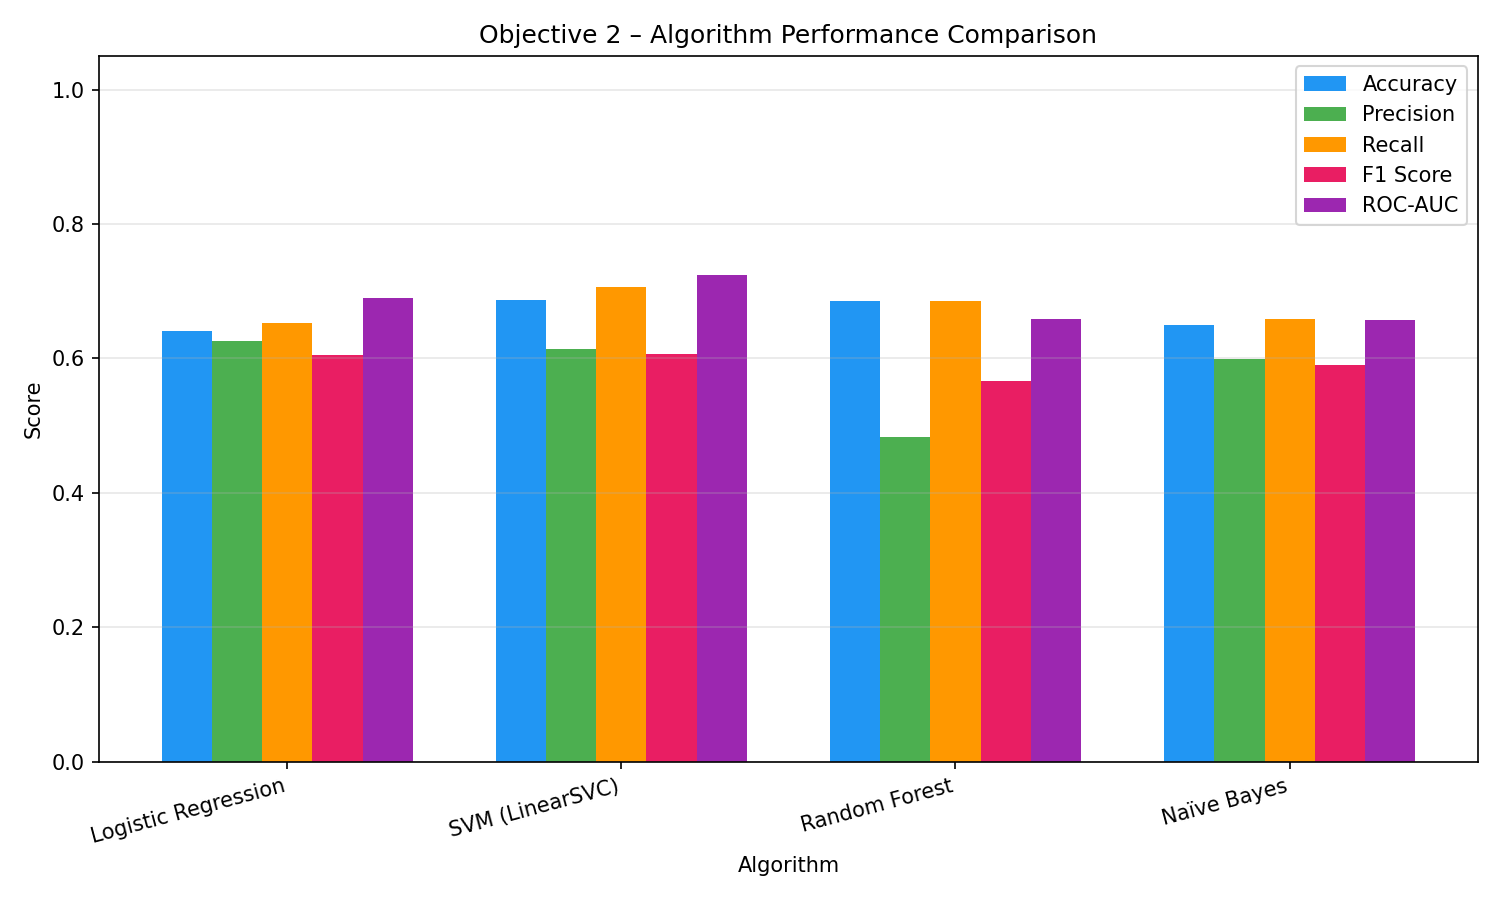 Objective 2 – Algorithm Performance Comparison
Accuracy
Precision
Recall
F1 Score
ROC-AUC
Score
1.0
0.8
0.6
0.4
0.2
0.0
Logistic Regression
SVM (LinearSVC)
Random Forest
Naïve Bayes
Algorithm